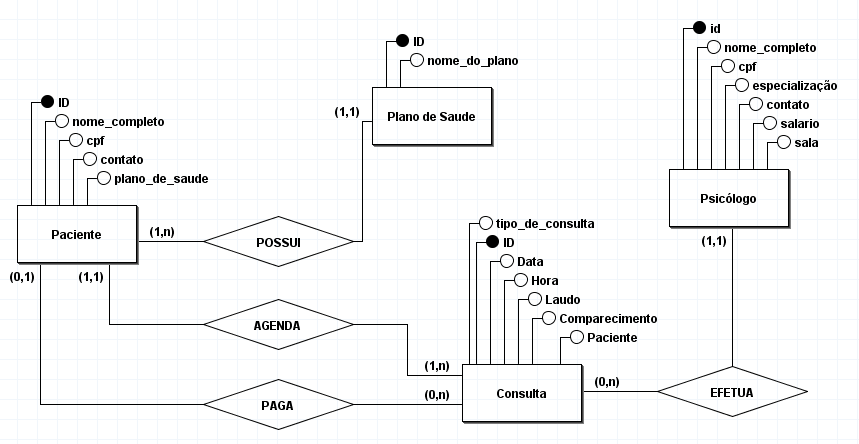 ID
nome_completo
cpf
contato
plano_de_saude
Paciente
(0,1)
(1,1)
(1,n)
POSSUI
(1,1)
ID
nome_do_plano
Plano de Saude
id
nome_completo
cpf
especialização
contato
salario
sala
Psicólogo
(1,1)
AGENDA
(1,n)
PAGA
(0,n)
tipo_de_consulta
ID
Data
Hora
Laudo
Comparecimento
Paciente
Consulta
(0,n)
EFETUA